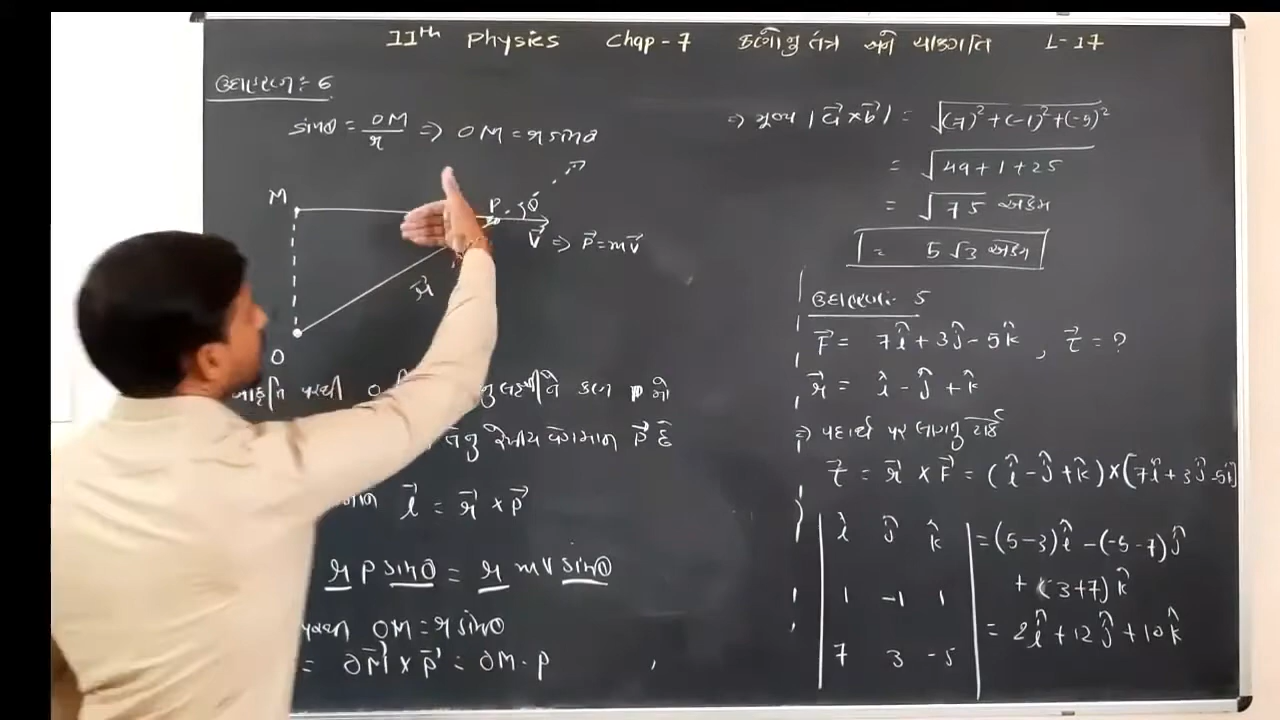 11th Physics Chap-7 કણોનું તંત્ર અને ચાકગતિ L-17
ઉદાહરણ:- 6
sinθ = OM/r ⇒ OM = r sinθ
M
P θ
V⃗ ⇒ P⃗ = mV⃗
r⃗
O
આકૃતિ પરથી O
કણ P નો
તેનું રેખીય વેગમાન P⃗ છે
l⃗ = r⃗ × P⃗
r P sinθ = r mV sinθ
પરથી OM = r sinθ
= OM⃗ × P⃗ = OM · P
⇒ મૂલ્ય |a⃗ × b⃗| = √(7)² + (-1)² + (-5)²
= √49 + 1 + 25
= √75 એકમ
= 5√3 એકમ
ઉદાહરણ:- 5
F⃗ = 7î + 3ĵ - 5k̂ , τ⃗ = ?
r⃗ = î - ĵ + k̂
⇒ પદાર્થ પર લાગતું ટોર્ક
τ = r⃗ × F⃗ = (î - ĵ + k̂) × (7î + 3ĵ - 5k̂)
î ĵ k̂
1 -1 1
7 3 -5
= (5-3)î - (-5-7)ĵ
+ (3+7)k̂
= 2î + 12ĵ + 10k̂